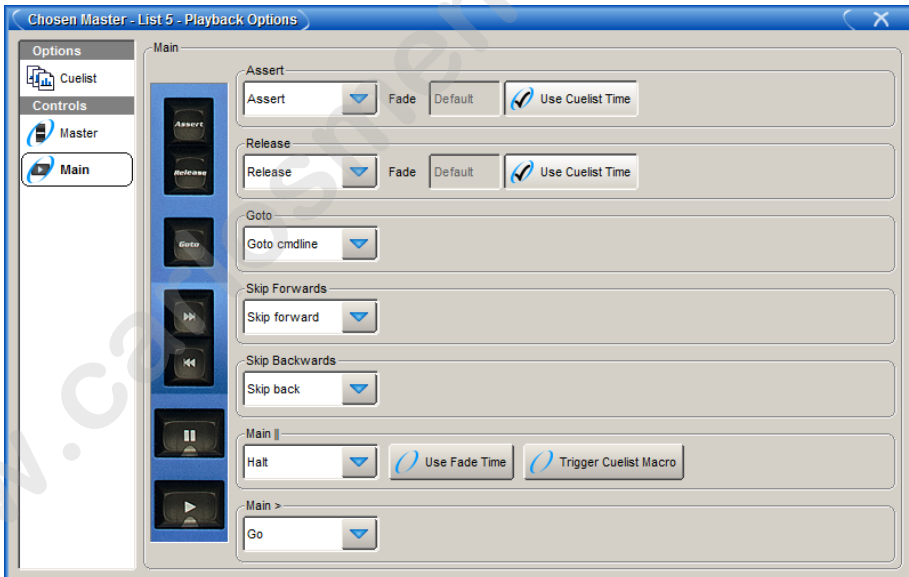 Chosen Master - List 5 - Playback Options
Options
Cuelist
Controls
Master
Main
Main
Assert
Assert
Assert Fade Default Use Cuelist Time
Release
Release
Release Fade Default Use Cuelist Time
Goto
Goto
Goto cmdline
Skip Forwards
Skip forward
Skip Backwards
Skip back
Main ||
Halt Use Fade Time Trigger Cuelist Macro
Main >
Go